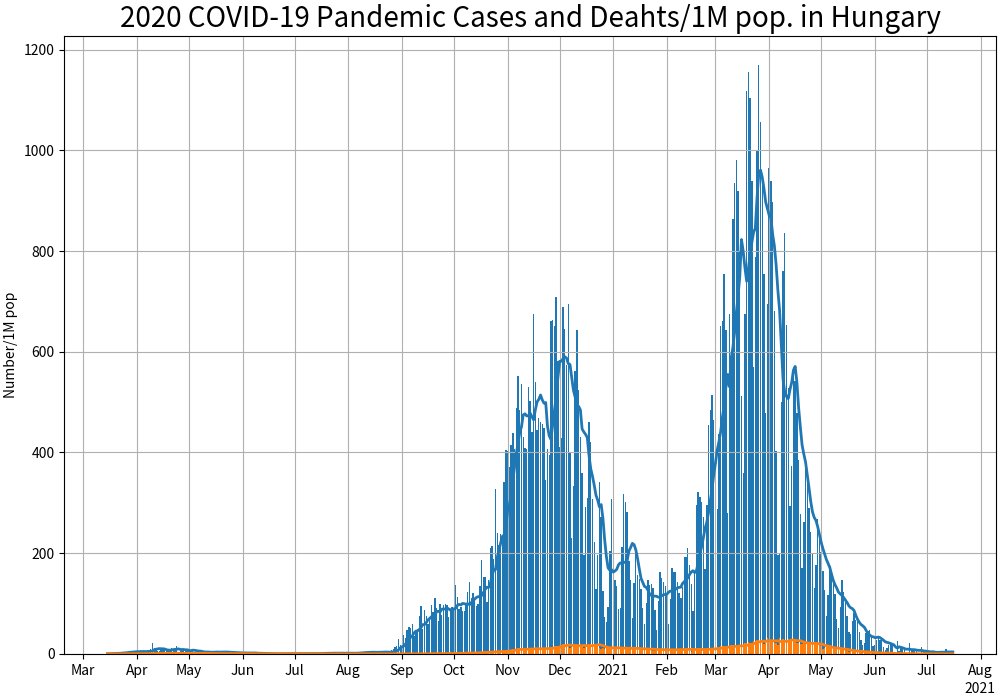 2020 COVID-19 Pandemic Cases and Deahts/1M pop. in Hungary
Number/1M pop
1200
1000
800
600
400
200
0
Mar Apr May Jun Jul Aug Sep Oct Nov Dec 2021 Feb Mar Apr May Jun Jul Aug
2021